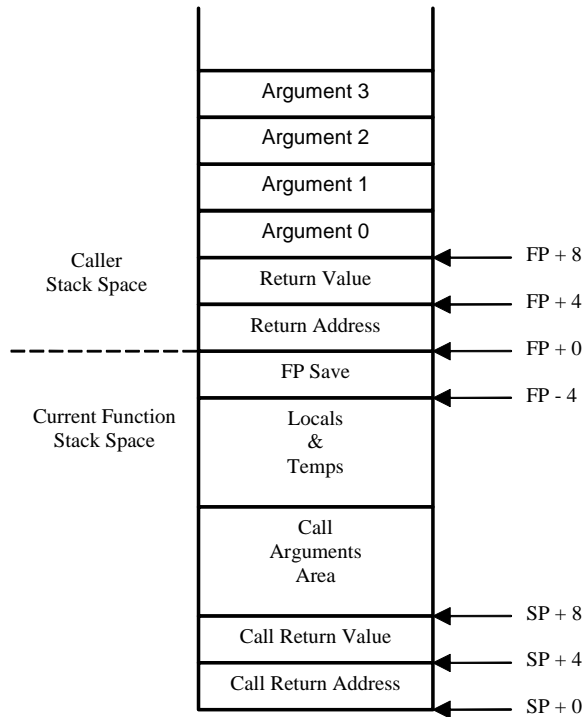 Argument 3
Argument 2
Argument 1
Argument 0
FP + 8
Caller
Stack Space
Return Value
FP + 4
Return Address
FP + 0
FP Save
FP - 4
Current Function
Stack Space
Locals
&
Temps
Call
Arguments
Area
SP + 8
Call Return Value
SP + 4
Call Return Address
SP + 0